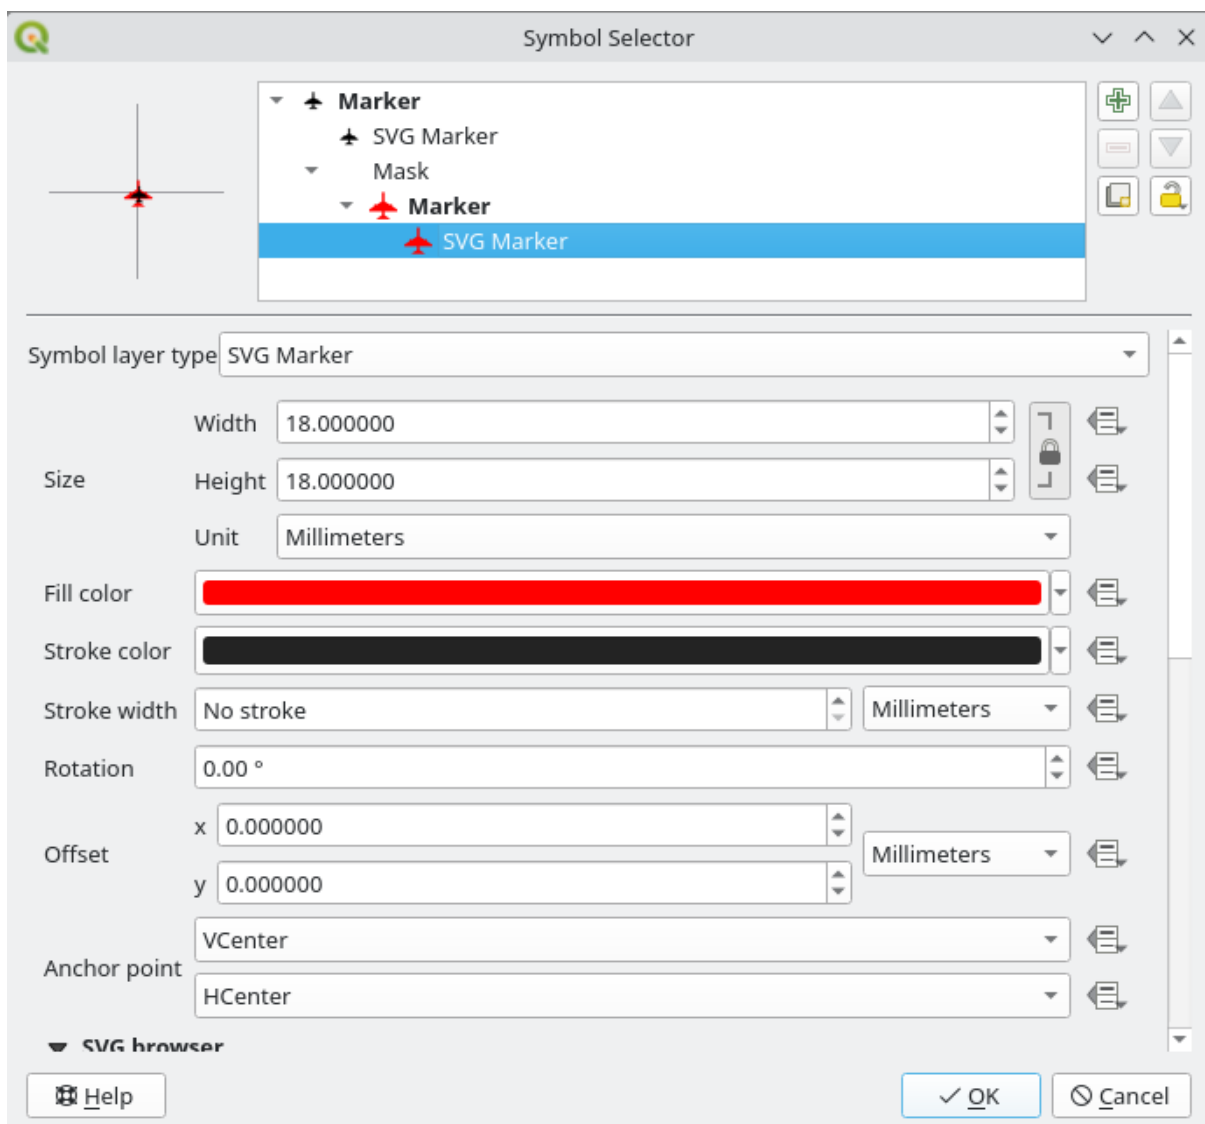 Symbol Selector
Marker
SVG Marker
Mask
Marker
SVG Marker
Symbol layer type SVG Marker
Width 18.000000
Size
Height 18.000000
Unit Millimeters
Fill color
Stroke color
Stroke width No stroke Millimeters
Rotation 0.00 °
x 0.000000
Offset Millimeters
y 0.000000
VCenter
Anchor point
HCenter
SVG browser
Help OK Cancel